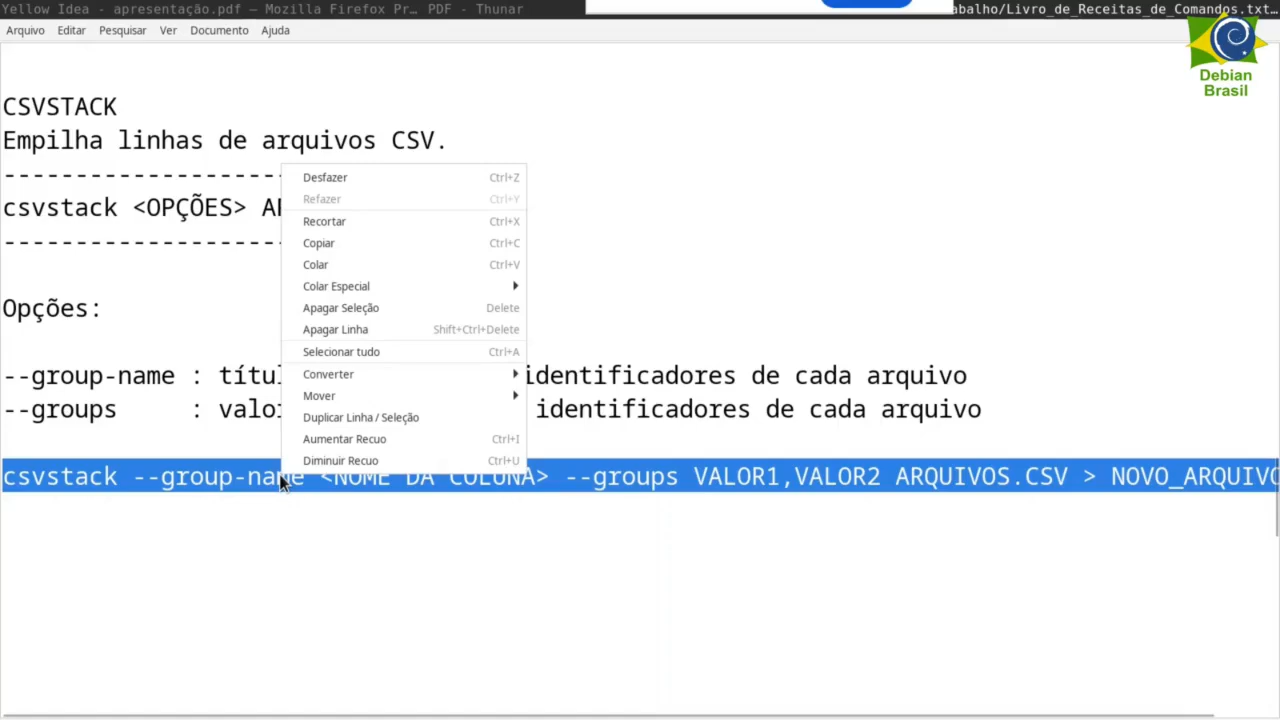 Yellow Idea - apresentação.pdf — Mozilla Firefox Pr… PDF - Thunar
abalho/Livro_de_Receitas_de_Comandos.txt…
Arquivo Editar Pesquisar Ver Documento Ajuda
Debian
Brasil
CSVSTACK
Empilha linhas de arquivos CSV.
-------------------
csvstack <OPÇÕES>
-------------------
Opções:
--group-name : identificadores de cada arquivo
--groups : identificadores de cada arquivo
csvstack --group-name <NOME DA COLUNA> --groups VALOR1,VALOR2 ARQUIVOS.CSV > NOVO_ARQUIVO
Desfazer Ctrl+Z
Refazer Ctrl+Y
Recortar Ctrl+X
Copiar Ctrl+C
Colar Ctrl+V
Colar Especial
Apagar Seleção Delete
Apagar Linha Shift+Ctrl+Delete
Selecionar tudo Ctrl+A
Converter
Mover
Duplicar Linha / Seleção
Aumentar Recuo Ctrl+I
Diminuir Recuo Ctrl+U